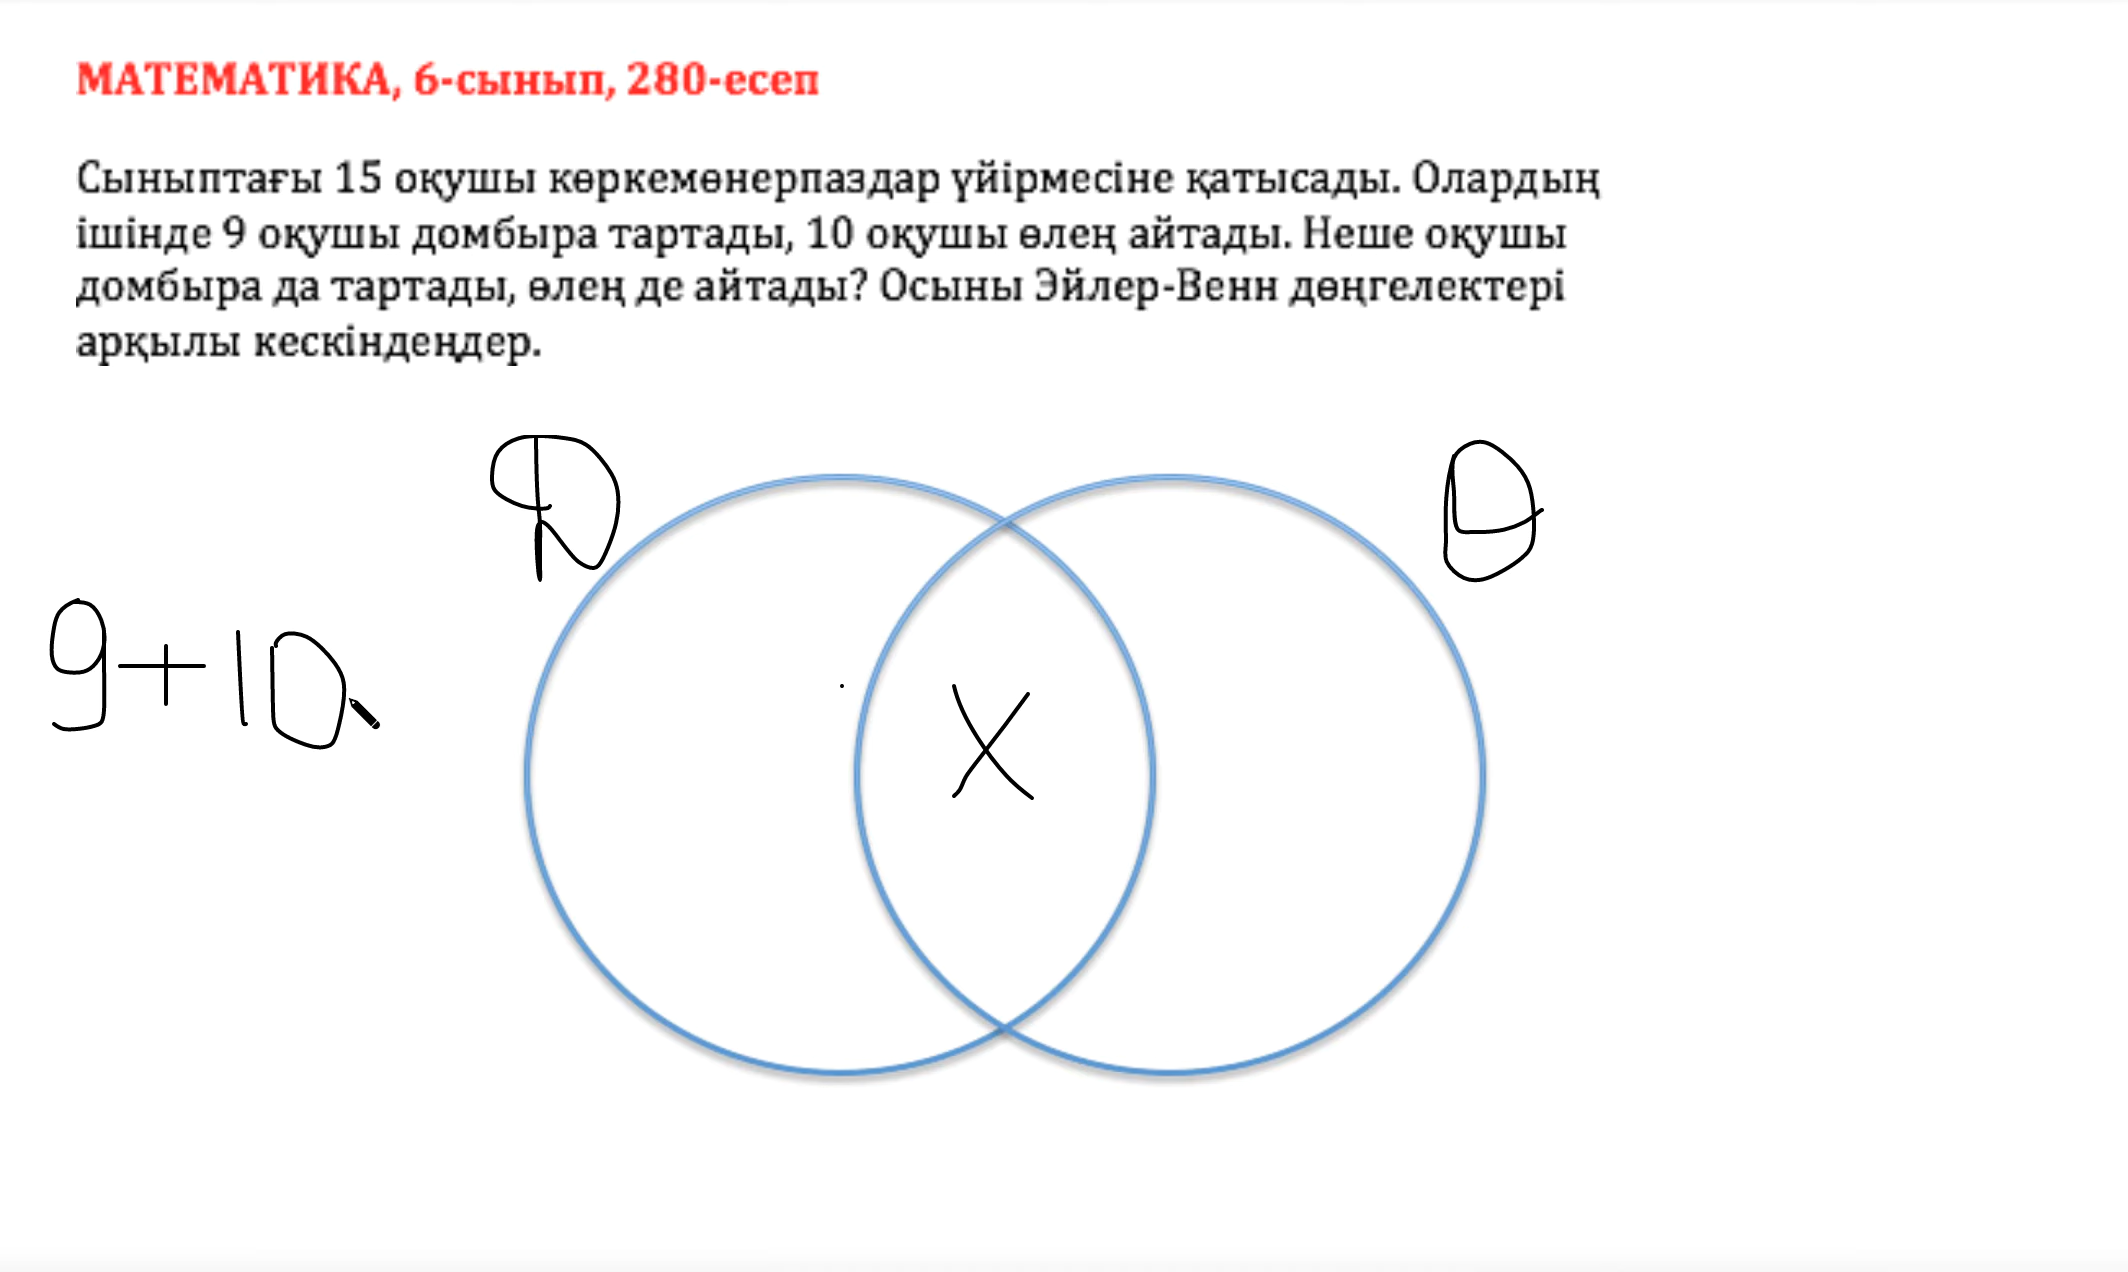 МАТЕМАТИКА, 6-сынып, 280-есеп
Сыныптағы 15 оқушы көркемөнерпаздар үйірмесіне қатысады. Олардың
ішінде 9 оқушы домбыра тартады, 10 оқушы өлең айтады. Неше оқушы
домбыра да тартады, өлең де айтады? Осыны Эйлер-Венн дөңгелектері
арқылы кескіндеңдер.
D Ө
9+10
X